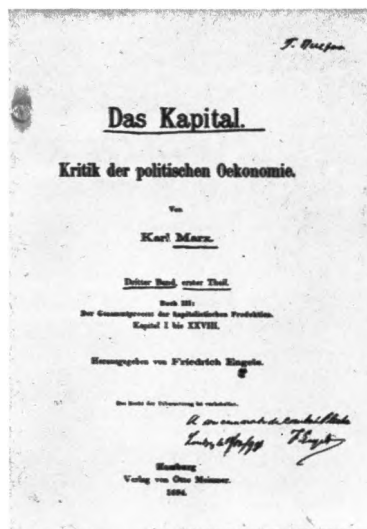 Das Kapital.
Kritik der politischen Oekonomie.
Von
Karl Marx.
Dritter Band, erster Theil.
Buch III:
Der Gesammtprocess der kapitalistischen Produktion.
Kapitel I bis XXVIII.
Herausgegeben von Friedrich Engels.
Das Recht der Uebersetzung ist vorbehalten.
F. Engels
Hamburg
Verlag von Otto Meissner.
1894.